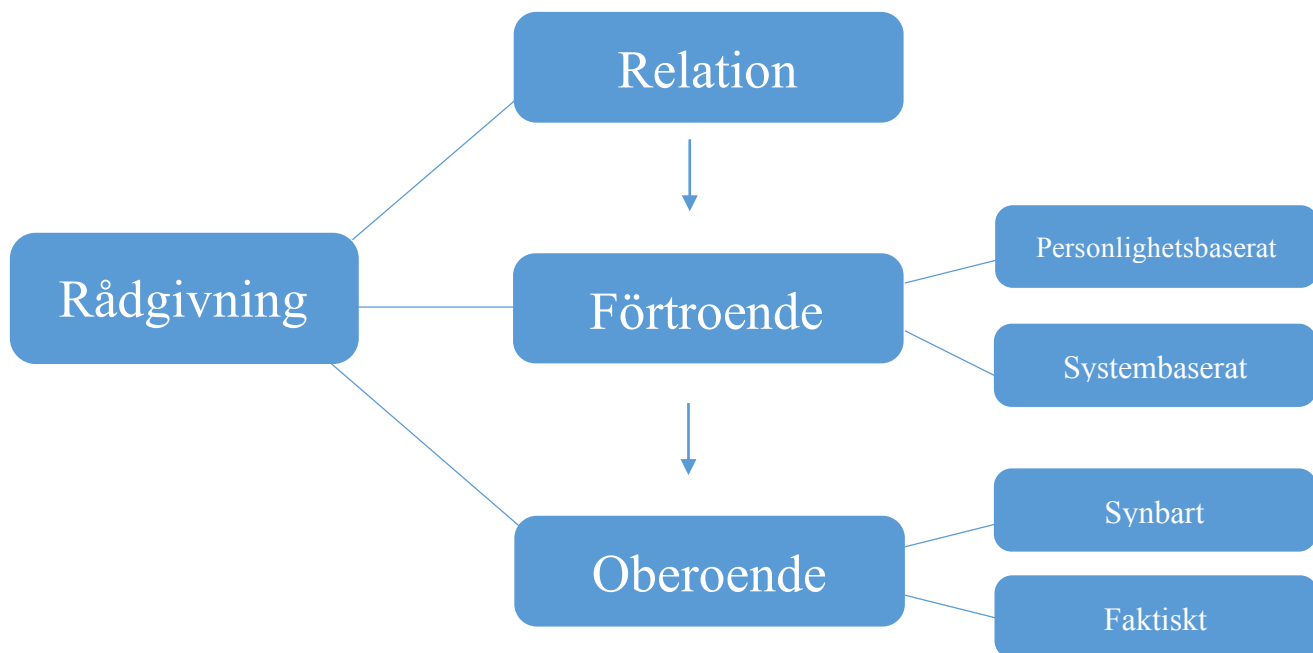 Relation
Rådgivning
Förtroende
Personlighetsbaserat
Systembaserat
Oberoende
Synbart
Faktiskt